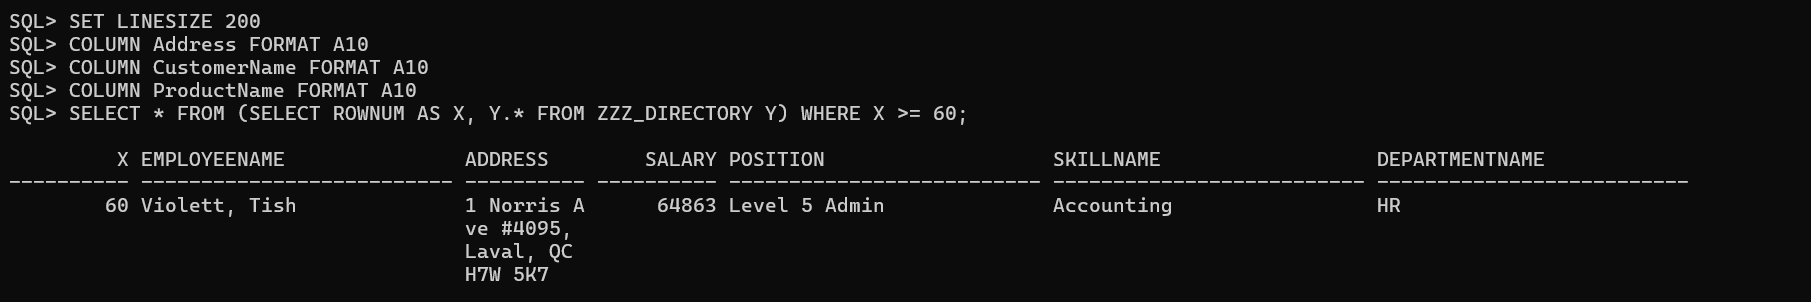 SQL> SET LINESIZE 200
SQL> COLUMN Address FORMAT A10
SQL> COLUMN CustomerName FORMAT A10
SQL> COLUMN ProductName FORMAT A10
SQL> SELECT * FROM (SELECT ROWNUM AS X, Y.* FROM ZZZ_DIRECTORY Y) WHERE X >= 60;

         X EMPLOYEENAME               ADDRESS        SALARY POSITION                   SKILLNAME                  DEPARTMENTNAME
---------- -------------------------- ---------- ---------- -------------------------- -------------------------- --------------------------
        60 Violett, Tish              1 Norris A      64863 Level 5 Admin              Accounting                 HR
                                      ve #4095,
                                      Laval, QC
                                      H7W 5K7